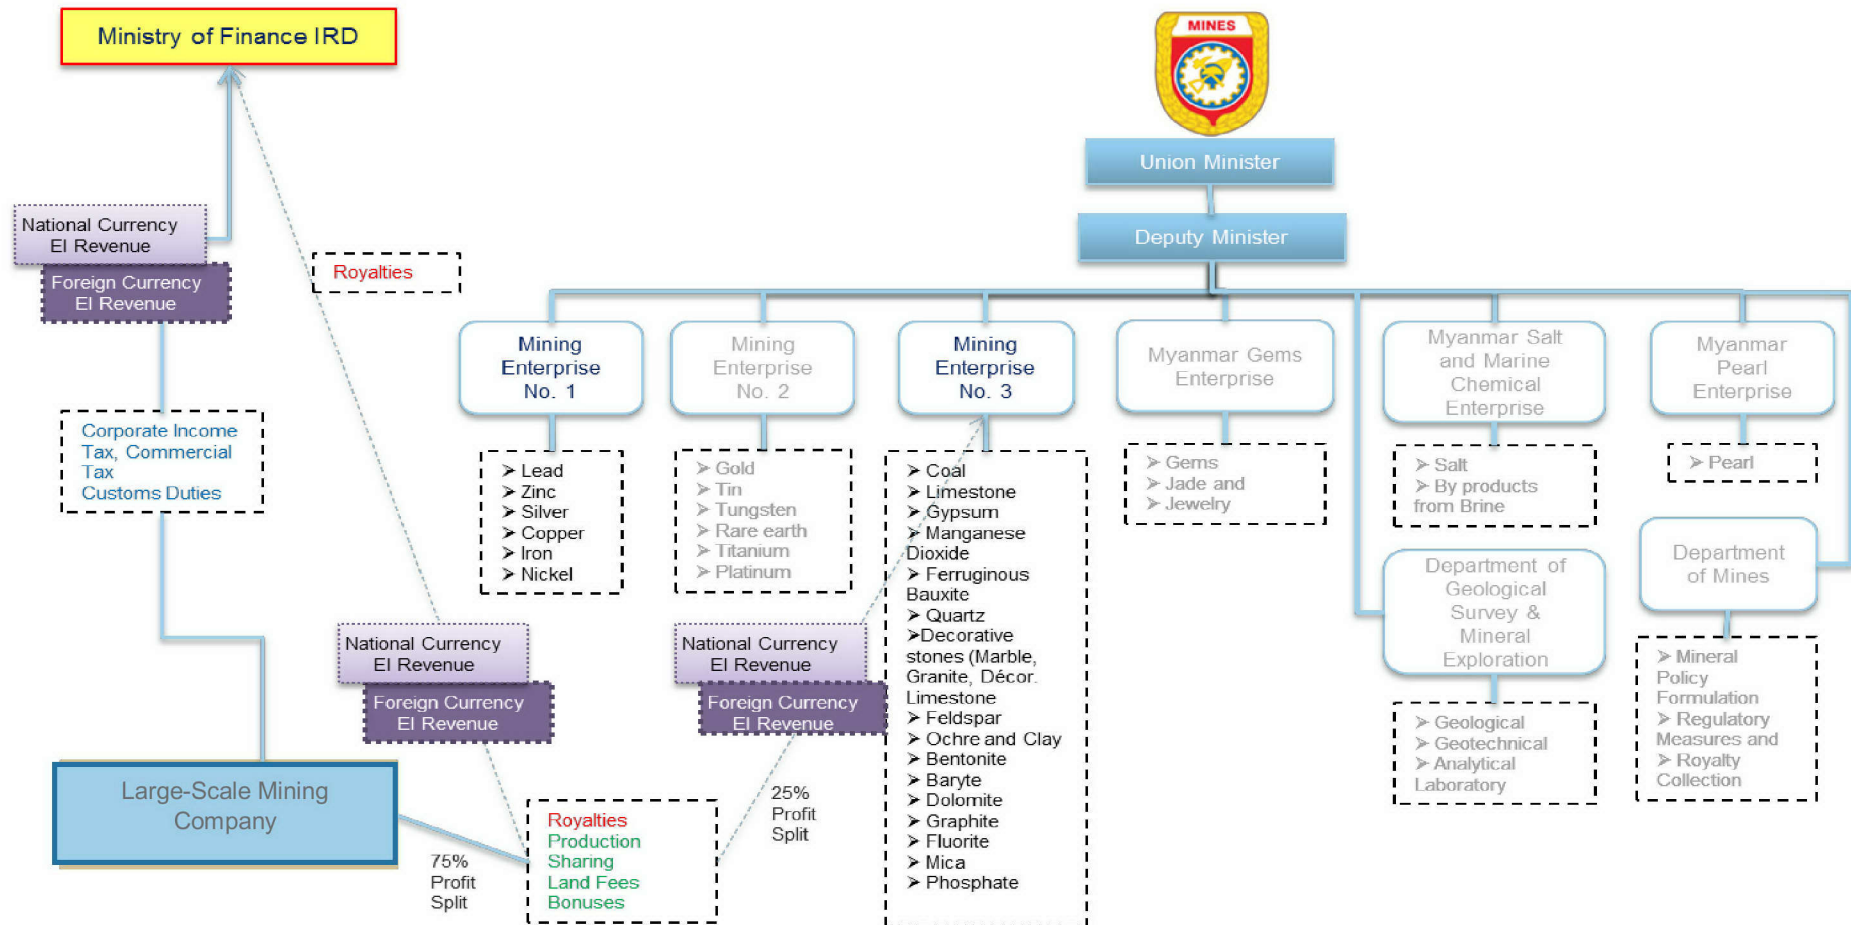 Ministry of Finance IRD
MINES
Union Minister
Deputy Minister
National Currency
EI Revenue
Foreign Currency
EI Revenue
Royalties
Mining
Enterprise
No. 1
Mining
Enterprise
No. 2
Mining
Enterprise
No. 3
Myanmar Gems
Enterprise
Myanmar Salt
and Marine
Chemical
Enterprise
Myanmar
Pearl
Enterprise
Corporate Income
Tax, Commercial
Tax
Customs Duties
➢ Lead
➢ Zinc
➢ Silver
➢ Copper
➢ Iron
➢ Nickel
➢ Gold
➢ Tin
➢ Tungsten
➢ Rare earth
➢ Titanium
➢ Platinum
➢ Coal
➢ Limestone
➢ Gypsum
➢ Manganese
Dioxide
➢ Ferruginous
Bauxite
➢ Quartz
➢Decorative
stones (Marble,
Granite, Décor.
Limestone
➢ Feldspar
➢ Ochre and Clay
➢ Bentonite
➢ Baryte
➢ Dolomite
➢ Graphite
➢ Fluorite
➢ Mica
➢ Phosphate
➢ Gems
➢ Jade and
➢ Jewelry
➢ Salt
➢ By products
from Brine
➢ Pearl
Department of
Geological
Survey &
Mineral
Exploration
Department
of Mines
➢ Geological
➢ Geotechnical
➢ Analytical
Laboratory
➢ Mineral
Policy
Formulation
➢ Regulatory
Measures and
➢ Royalty
Collection
National Currency
EI Revenue
Foreign Currency
EI Revenue
National Currency
EI Revenue
Foreign Currency
EI Revenue
Large-Scale Mining
Company
75%
Profit
Split
Royalties
Production
Sharing
Land Fees
Bonuses
25%
Profit
Split